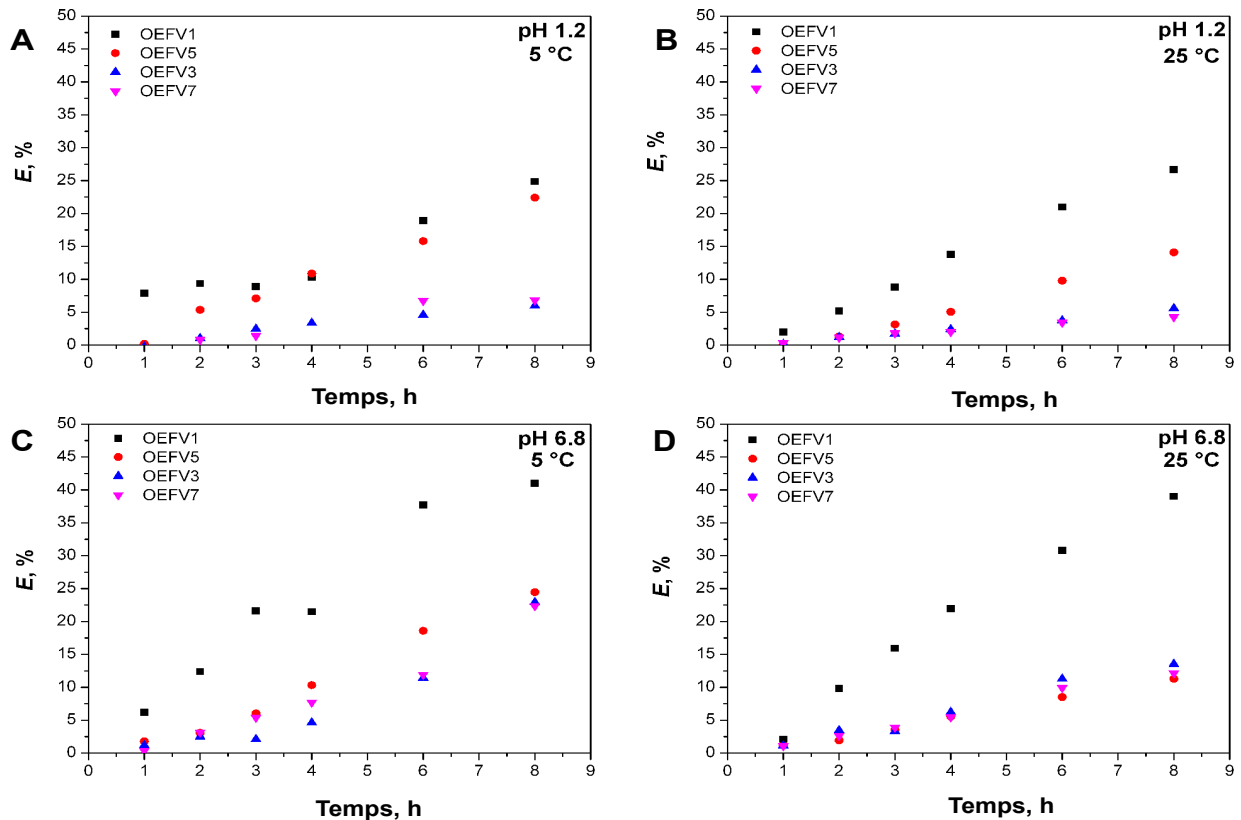 A
pH 1.2
5 °C
OEFV1
OEFV5
OEFV3
OEFV7
50
45
40
35
30
25
20
15
10
5
0
E, %
0 1 2 3 4 5 6 7 8 9
Temps, h
B
pH 1.2
25 °C
OEFV1
OEFV5
OEFV3
OEFV7
50
45
40
35
30
25
20
15
10
5
0
E, %
0 1 2 3 4 5 6 7 8 9
Temps, h
C
pH 6.8
5 °C
OEFV1
OEFV5
OEFV3
OEFV7
50
45
40
35
30
25
20
15
10
5
0
E, %
0 1 2 3 4 5 6 7 8 9
Temps, h
D
pH 6.8
25 °C
OEFV1
OEFV5
OEFV3
OEFV7
50
45
40
35
30
25
20
15
10
5
0
E, %
0 1 2 3 4 5 6 7 8 9
Temps, h